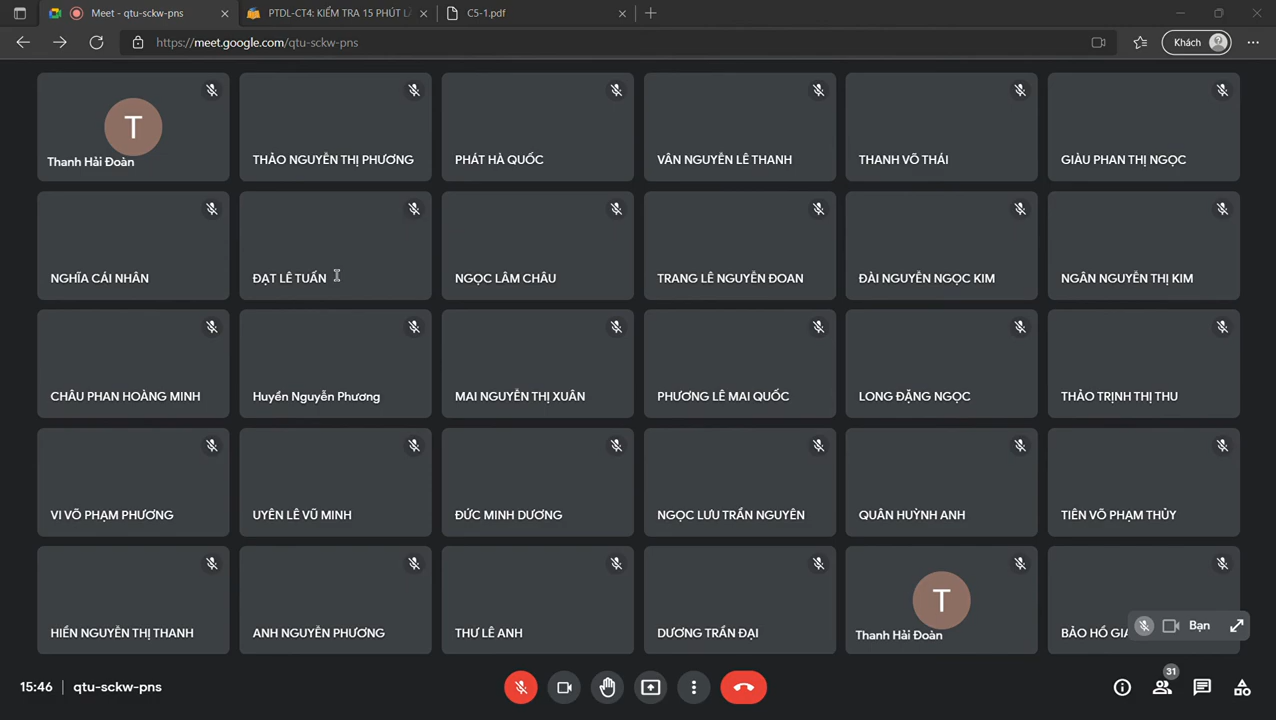 Meet - qtu-sckw-pns
PTDL-CT4: KIỂM TRA 15 PHÚT L
C5-1.pdf
https://meet.google.com/qtu-sckw-pns
Khách
T
Thanh Hải Đoàn
THẢO NGUYỄN THỊ PHƯƠNG
PHÁT HÀ QUỐC
VÂN NGUYỄN LÊ THANH
THANH VÕ THÁI
GIÀU PHAN THỊ NGỌC
NGHĨA CÁI NHÂN
ĐẠT LÊ TUẤN
NGỌC LÂM CHÂU
TRANG LÊ NGUYỄN ĐOAN
ĐÀI NGUYỄN NGỌC KIM
NGÂN NGUYỄN THỊ KIM
CHÂU PHAN HOÀNG MINH
Huyền Nguyễn Phương
MAI NGUYỄN THỊ XUÂN
PHƯƠNG LÊ MAI QUỐC
LONG ĐẶNG NGỌC
THẢO TRỊNH THỊ THU
VI VÕ PHẠM PHƯƠNG
UYÊN LÊ VŨ MINH
ĐỨC MINH DƯƠNG
NGỌC LƯU TRẦN NGUYÊN
QUÂN HUỲNH ANH
TIÊN VÕ PHẠM THỦY
HIỀN NGUYỄN THỊ THANH
ANH NGUYỄN PHƯƠNG
THƯ LÊ ANH
DƯƠNG TRẦN ĐẠI
T
Thanh Hải Đoàn
BẢO HỒ GIA
Bạn
15:46
qtu-sckw-pns
31